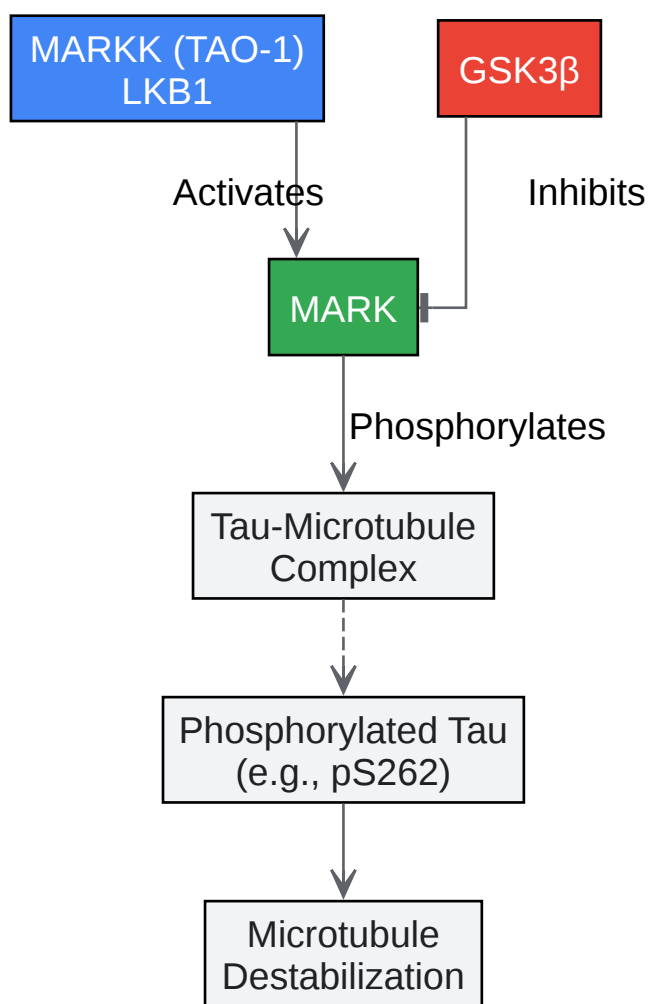 MARKK (TAO-1)
LKB1
GSK3β
Activates
Inhibits
MARK
Phosphorylates
Tau-Microtubule
Complex
Phosphorylated Tau
(e.g., pS262)
Microtubule
Destabilization